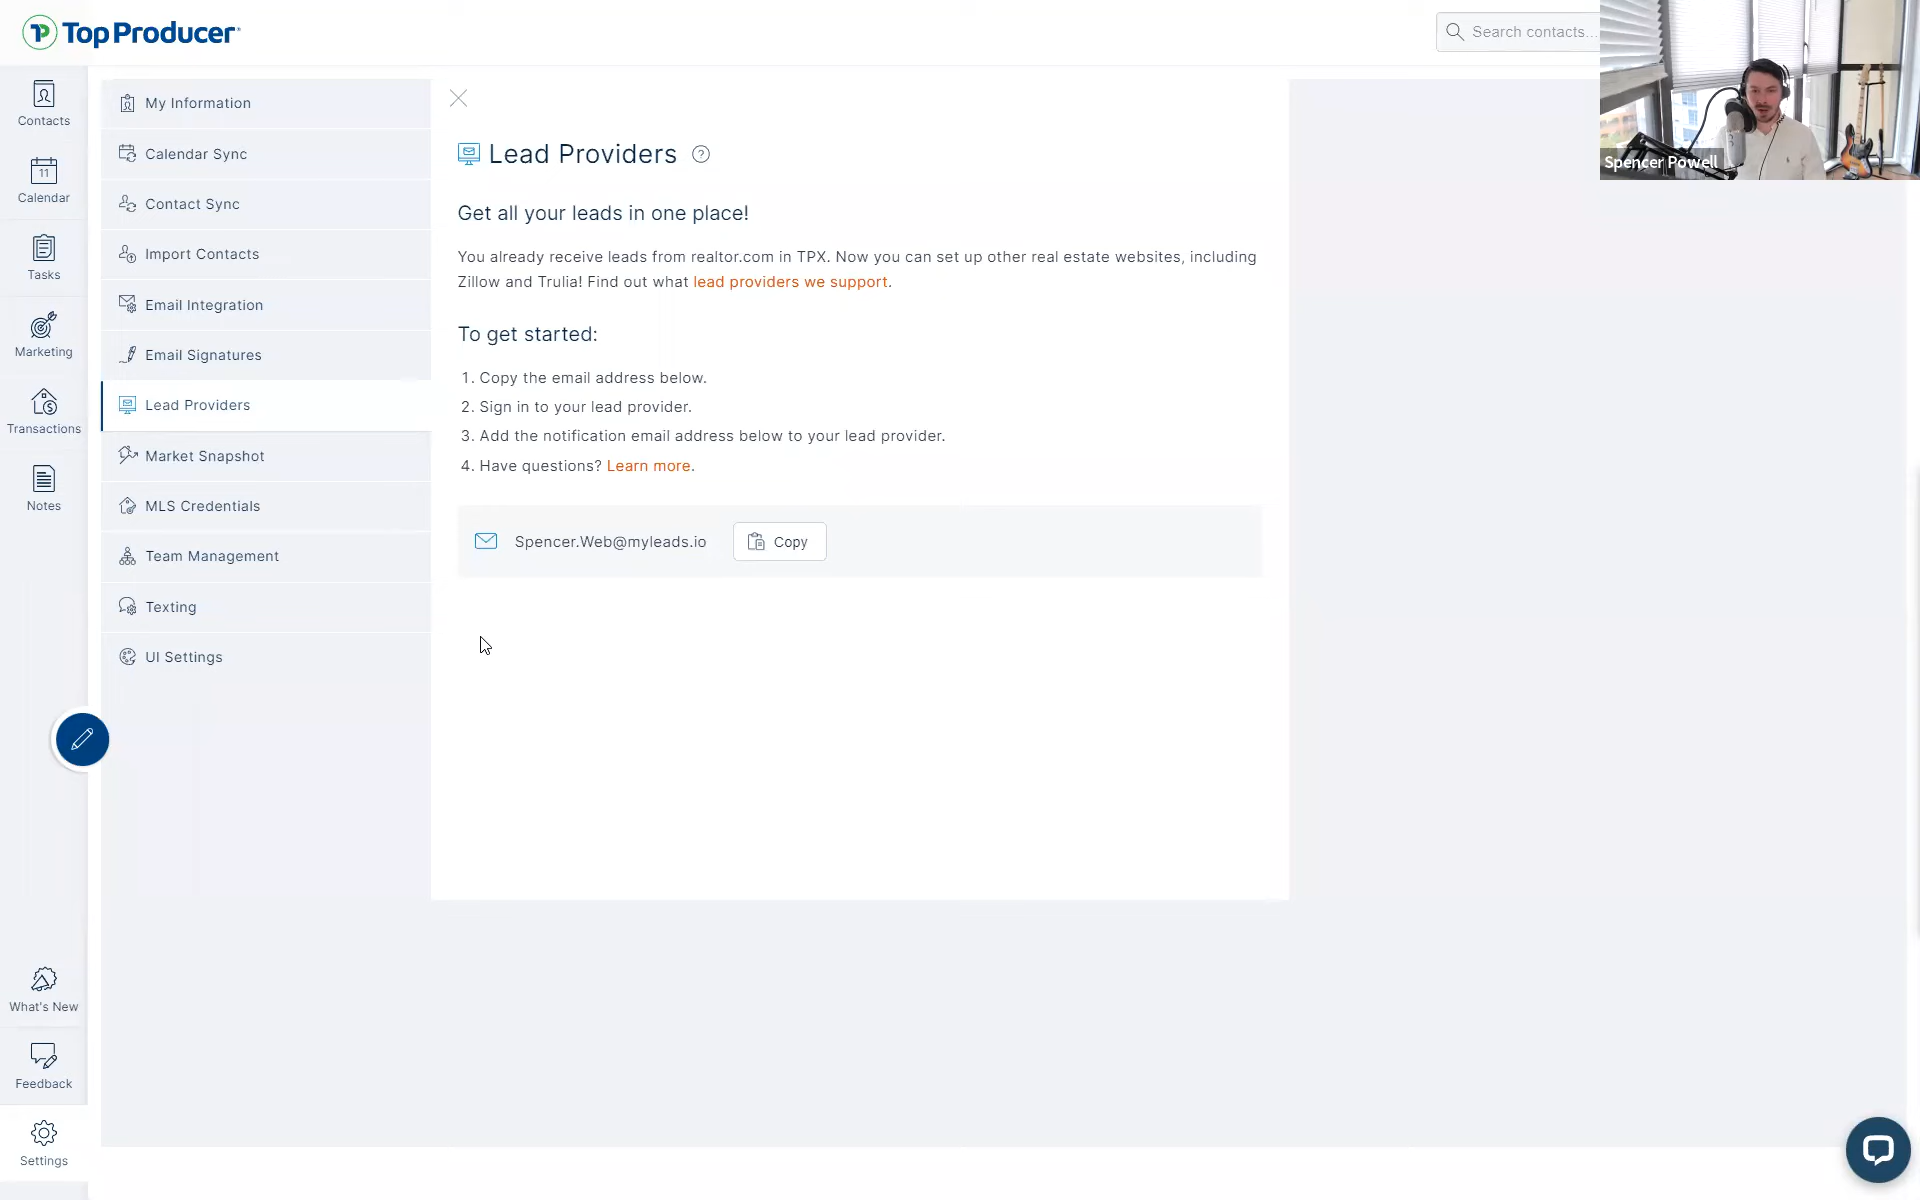 TopProducer
Search contacts...
Spencer Powell
Contacts
11
Calendar
Tasks
Marketing
Transactions
Notes
What's New
Feedback
Settings
My Information
Calendar Sync
Contact Sync
Import Contacts
Email Integration
Email Signatures
Lead Providers
Market Snapshot
MLS Credentials
Team Management
Texting
UI Settings
Lead Providers ?
Get all your leads in one place!
You already receive leads from realtor.com in TPX. Now you can set up other real estate websites, including
Zillow and Trulia! Find out what lead providers we support.
To get started:
1. Copy the email address below.
2. Sign in to your lead provider.
3. Add the notification email address below to your lead provider.
4. Have questions? Learn more.
Spencer.Web@myleads.io Copy